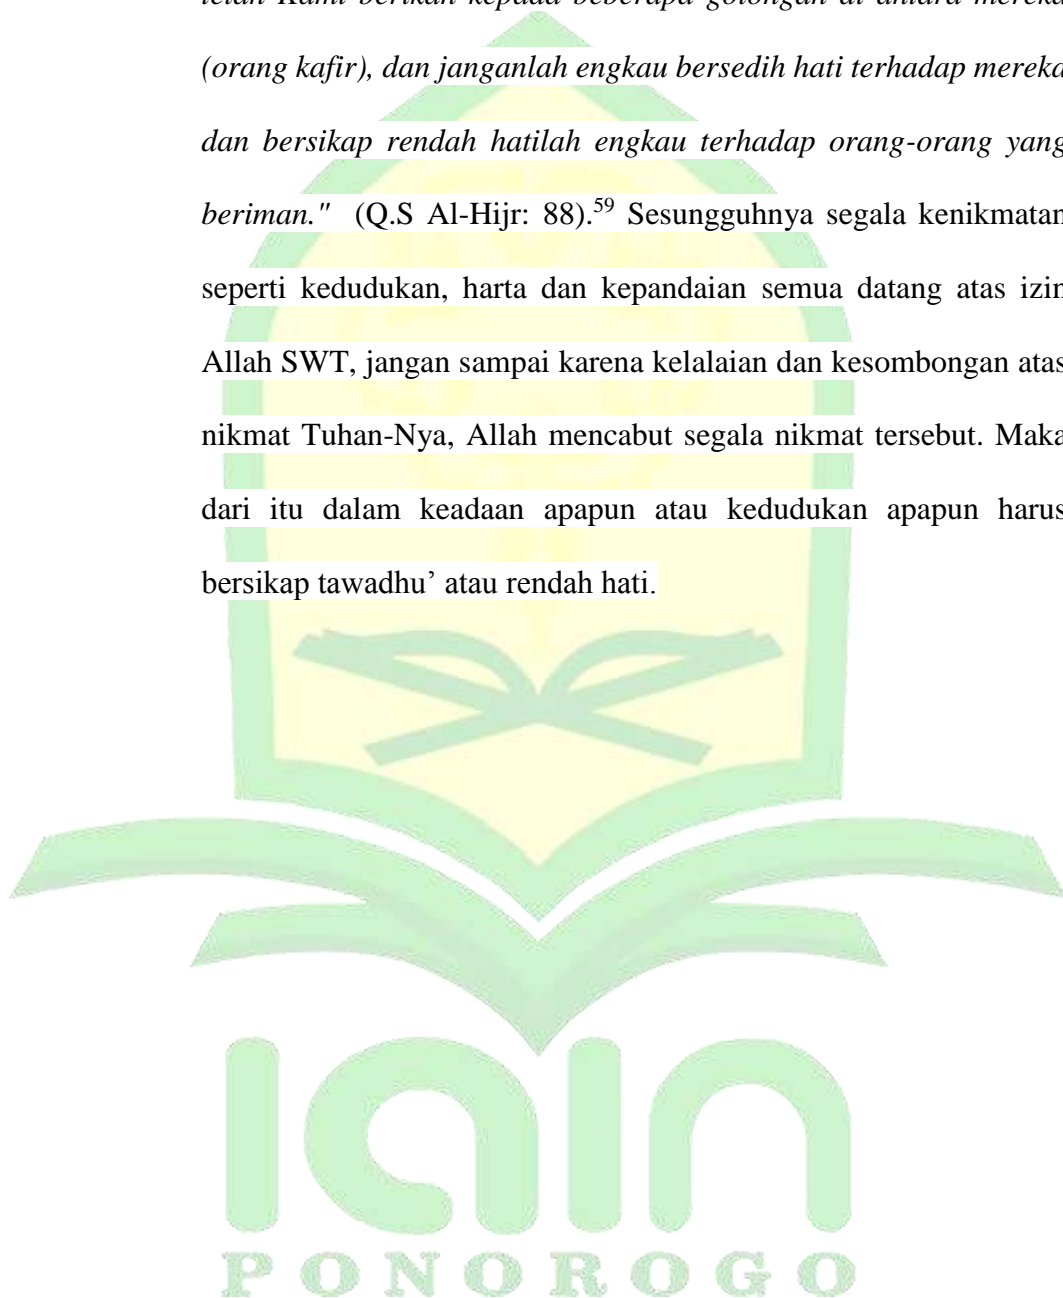 telah Kami berikan kepada beberapa golongan di antara mereka
(orang kafir), dan janganlah engkau bersedih hati terhadap mereka
dan bersikap rendah hatilah engkau terhadap orang-orang yang
beriman." (Q.S Al-Hijr: 88).59 Sesungguhnya segala kenikmatan
seperti kedudukan, harta dan kepandaian semua datang atas izin
Allah SWT, jangan sampai karena kelalaian dan kesombongan atas
nikmat Tuhan-Nya, Allah mencabut segala nikmat tersebut. Maka
dari itu dalam keadaan apapun atau kedudukan apapun harus
bersikap tawadhu’ atau rendah hati.
IAIN
PONOROGO